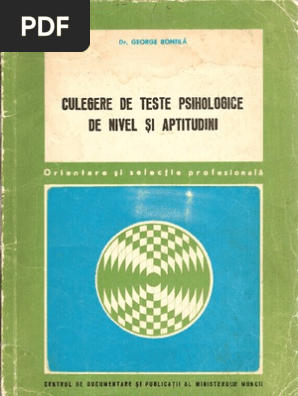 PDF
Dr. GEORGE BONTILĂ
CULEGERE DE TESTE PSIHOLOGICE
DE NIVEL ȘI APTITUDINI
Orientare și selecție profesională
CENTRUL DE DOCUMENTARE ȘI PUBLICAȚII AL MINISTERULUI MUNCII